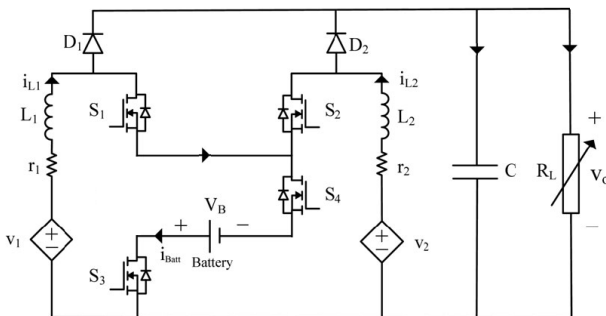 D1 D2
iL1 iL2
L1 S1 S2 L2
r1 r2 C RL + vo
VB S4
v1 + − + − v2 −
+ −
iBatt Battery
S3